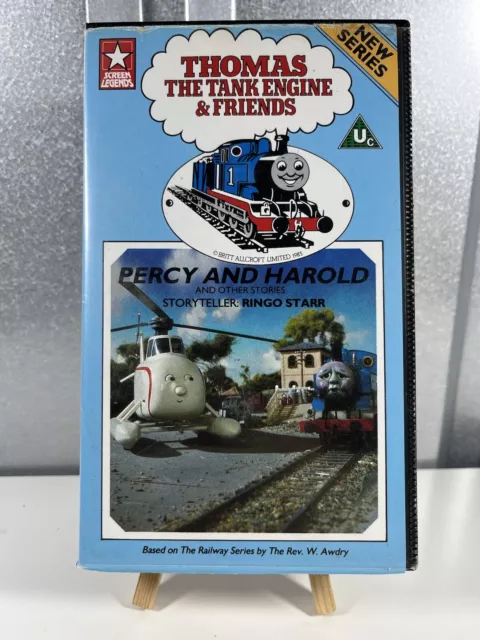 SCREEN
LEGENDS
THOMAS
THE TANK ENGINE
& FRIENDS
NEW
SERIES
Uc
1
© BRITT ALLCROFT LIMITED 1985
PERCY AND HAROLD
AND OTHER STORIES
STORYTELLER: RINGO STARR
Based on The Railway Series by The Rev. W. Awdry